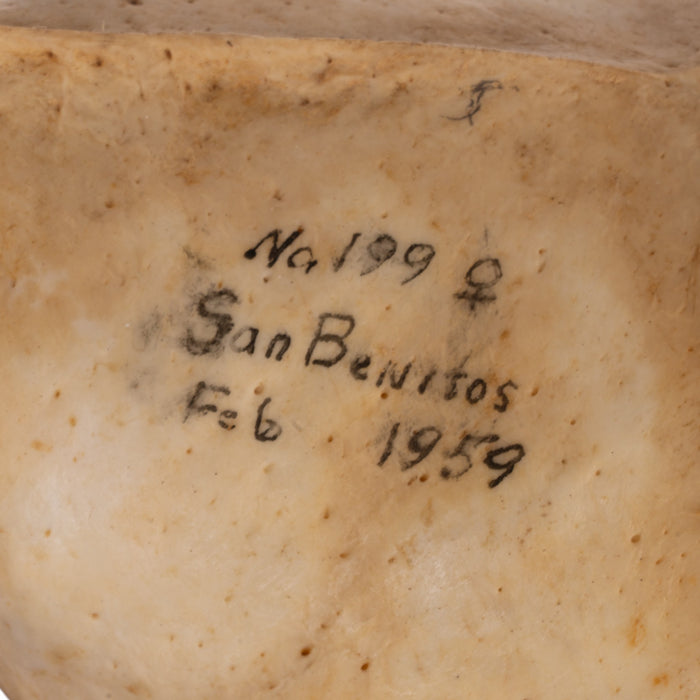 No 199 ♀
San Benitos
Feb 1959